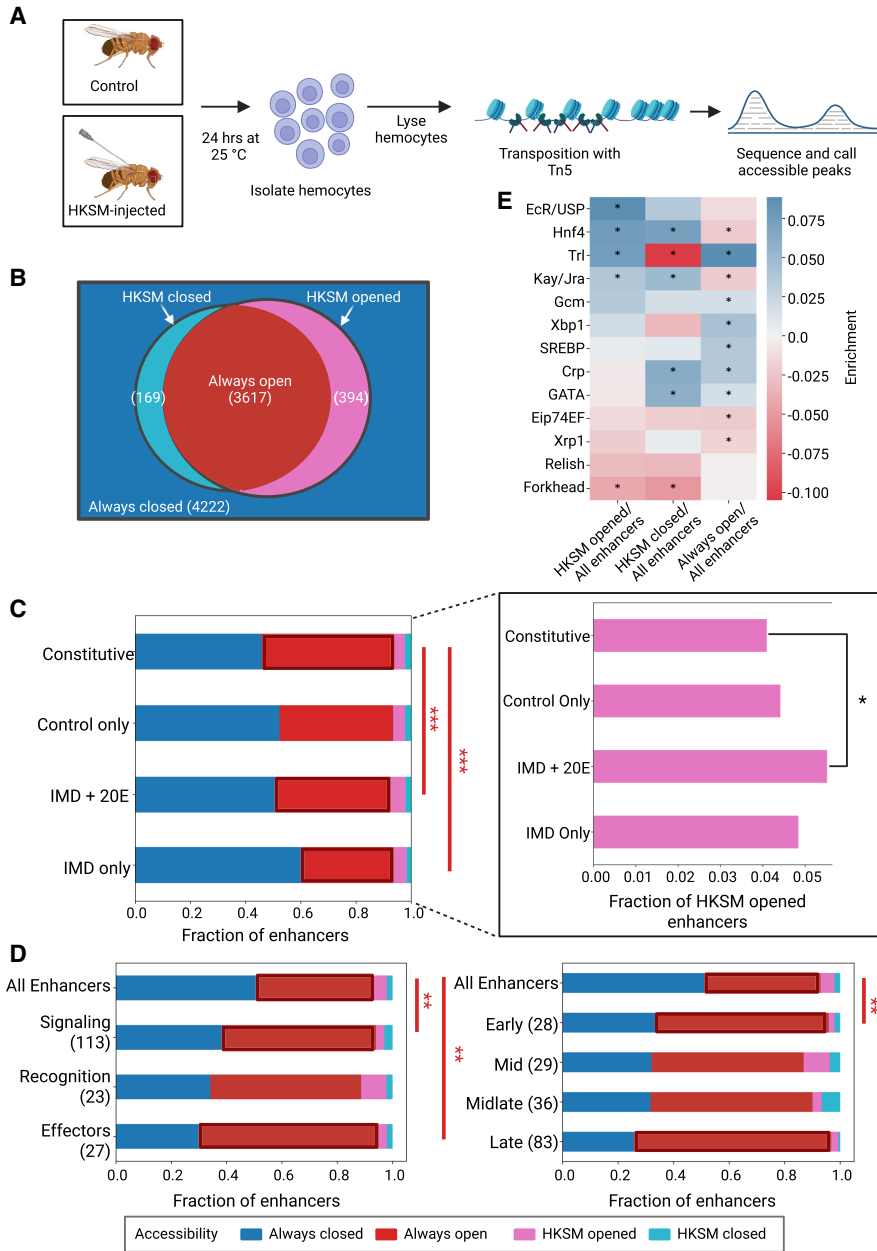 A
Control
HKSM-injected
24 hrs at
25 °C
Isolate hemocytes
Lyse
hemocytes
Transposition with
Tn5
Sequence and call
accessible peaks
B
HKSM closed
HKSM opened
Always open
(3617)
(169)
(394)
Always closed (4222)
E
EcR/USP
Hnf4
Trl
Kay/Jra
Gcm
Xbp1
SREBP
Crp
GATA
Eip74EF
Xrp1
Relish
Forkhead
* 
* * *
* * *
* * *
*
*
*
* *
* *
*
*
* *
HKSM opened/
All enhancers
HKSM closed/
All enhancers
Always open/
All enhancers
0.075
0.050
0.025
0.0
-0.025
-0.050
-0.075
-0.100
Enrichment
C
Constitutive
Control only
IMD + 20E
IMD only
0.0 0.2 0.4 0.6 0.8 1.0
Fraction of enhancers
***
***
Constitutive
Control Only
IMD + 20E
IMD Only
*
0.00 0.01 0.02 0.03 0.04 0.05
Fraction of HKSM opened
enhancers
D
All Enhancers
Signaling
(113)
Recognition
(23)
Effectors
(27)
0.0 0.2 0.4 0.6 0.8 1.0
Fraction of enhancers
**
**
All Enhancers
Early (28)
Mid (29)
Midlate (36)
Late (83)
0.0 0.2 0.4 0.6 0.8 1.0
Fraction of enhancers
**
Accessibility Always closed Always open HKSM opened HKSM closed